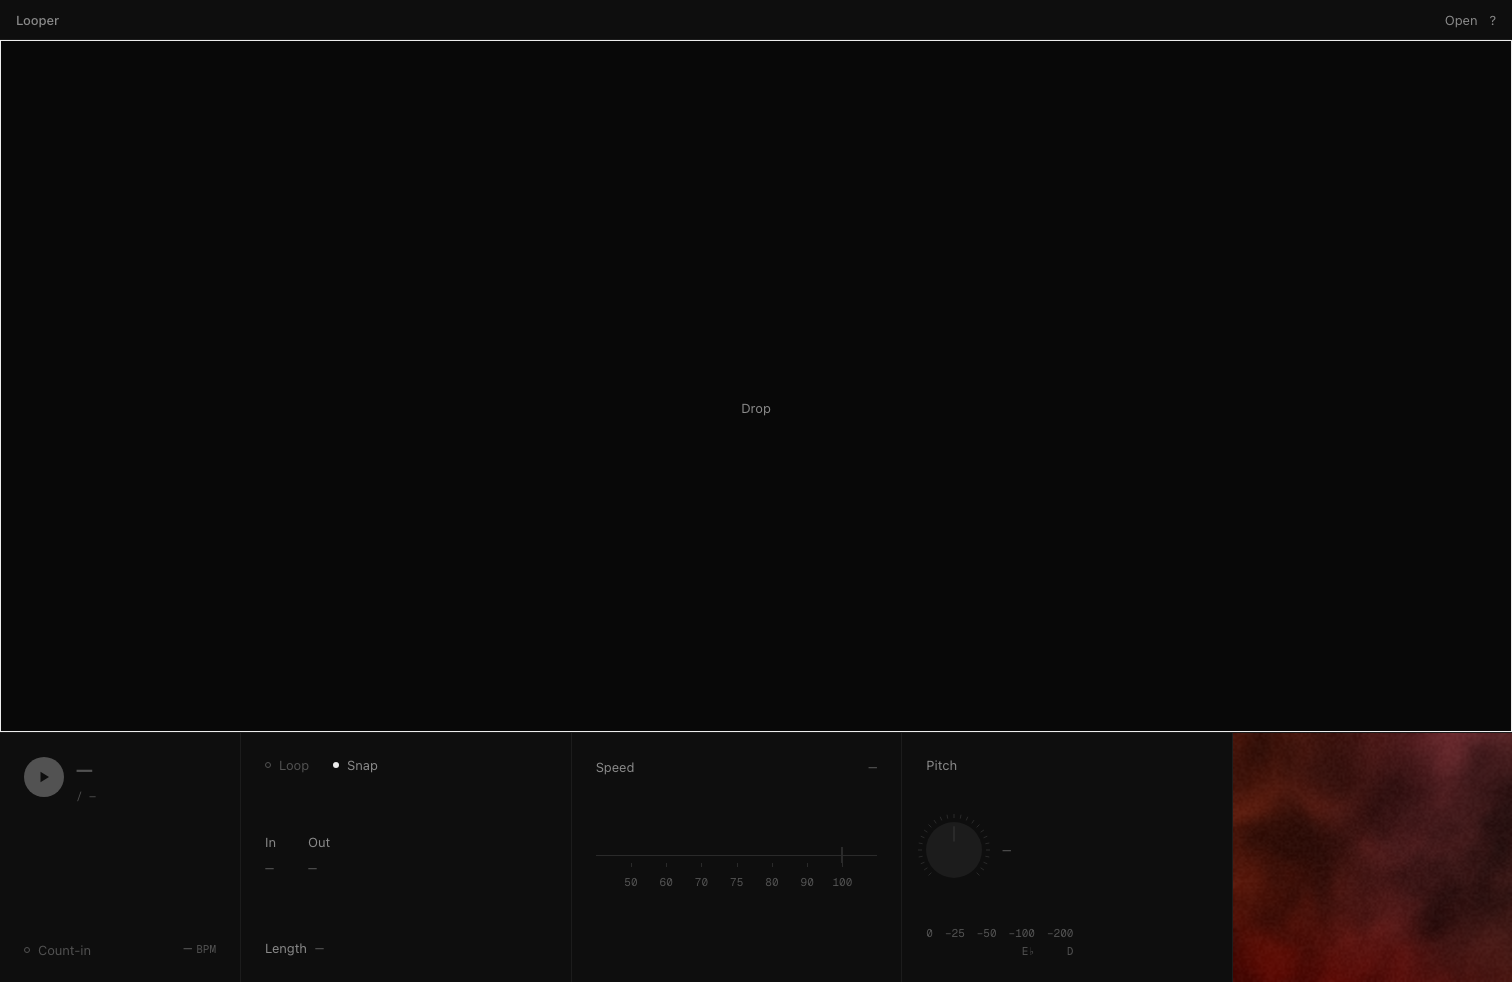 Looper
Open ?
Drop
—
/ –
Count-in
— BPM
Loop Snap
In Out
— —
Length —
Speed —
50 60 70 75 80 90 100
Pitch
—
0 −25 −50 −100 −200
E♭ D